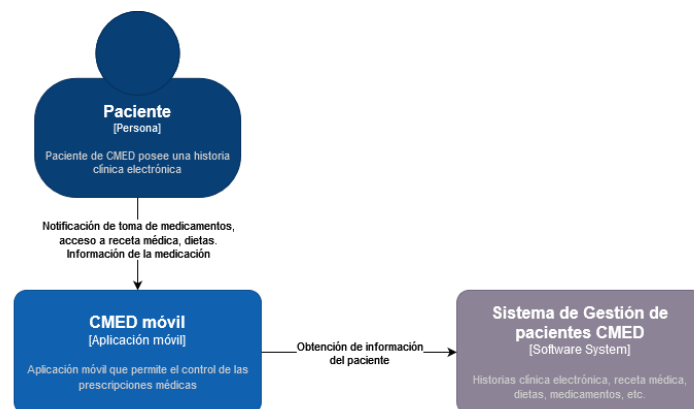 Paciente
[Persona]
Paciente de CMED posee una historia
clínica electrónica
Notificación de toma de medicamentos,
acceso a receta médica, dietas.
Información de la medicación
CMED móvil
[Aplicación móvil]
Aplicación móvil que permite el control de las
prescripciones médicas
Obtención de información
del paciente
Sistema de Gestión de
pacientes CMED
[Software System]
Historias clínica electrónica, receta médica,
dietas, medicamentos, etc.